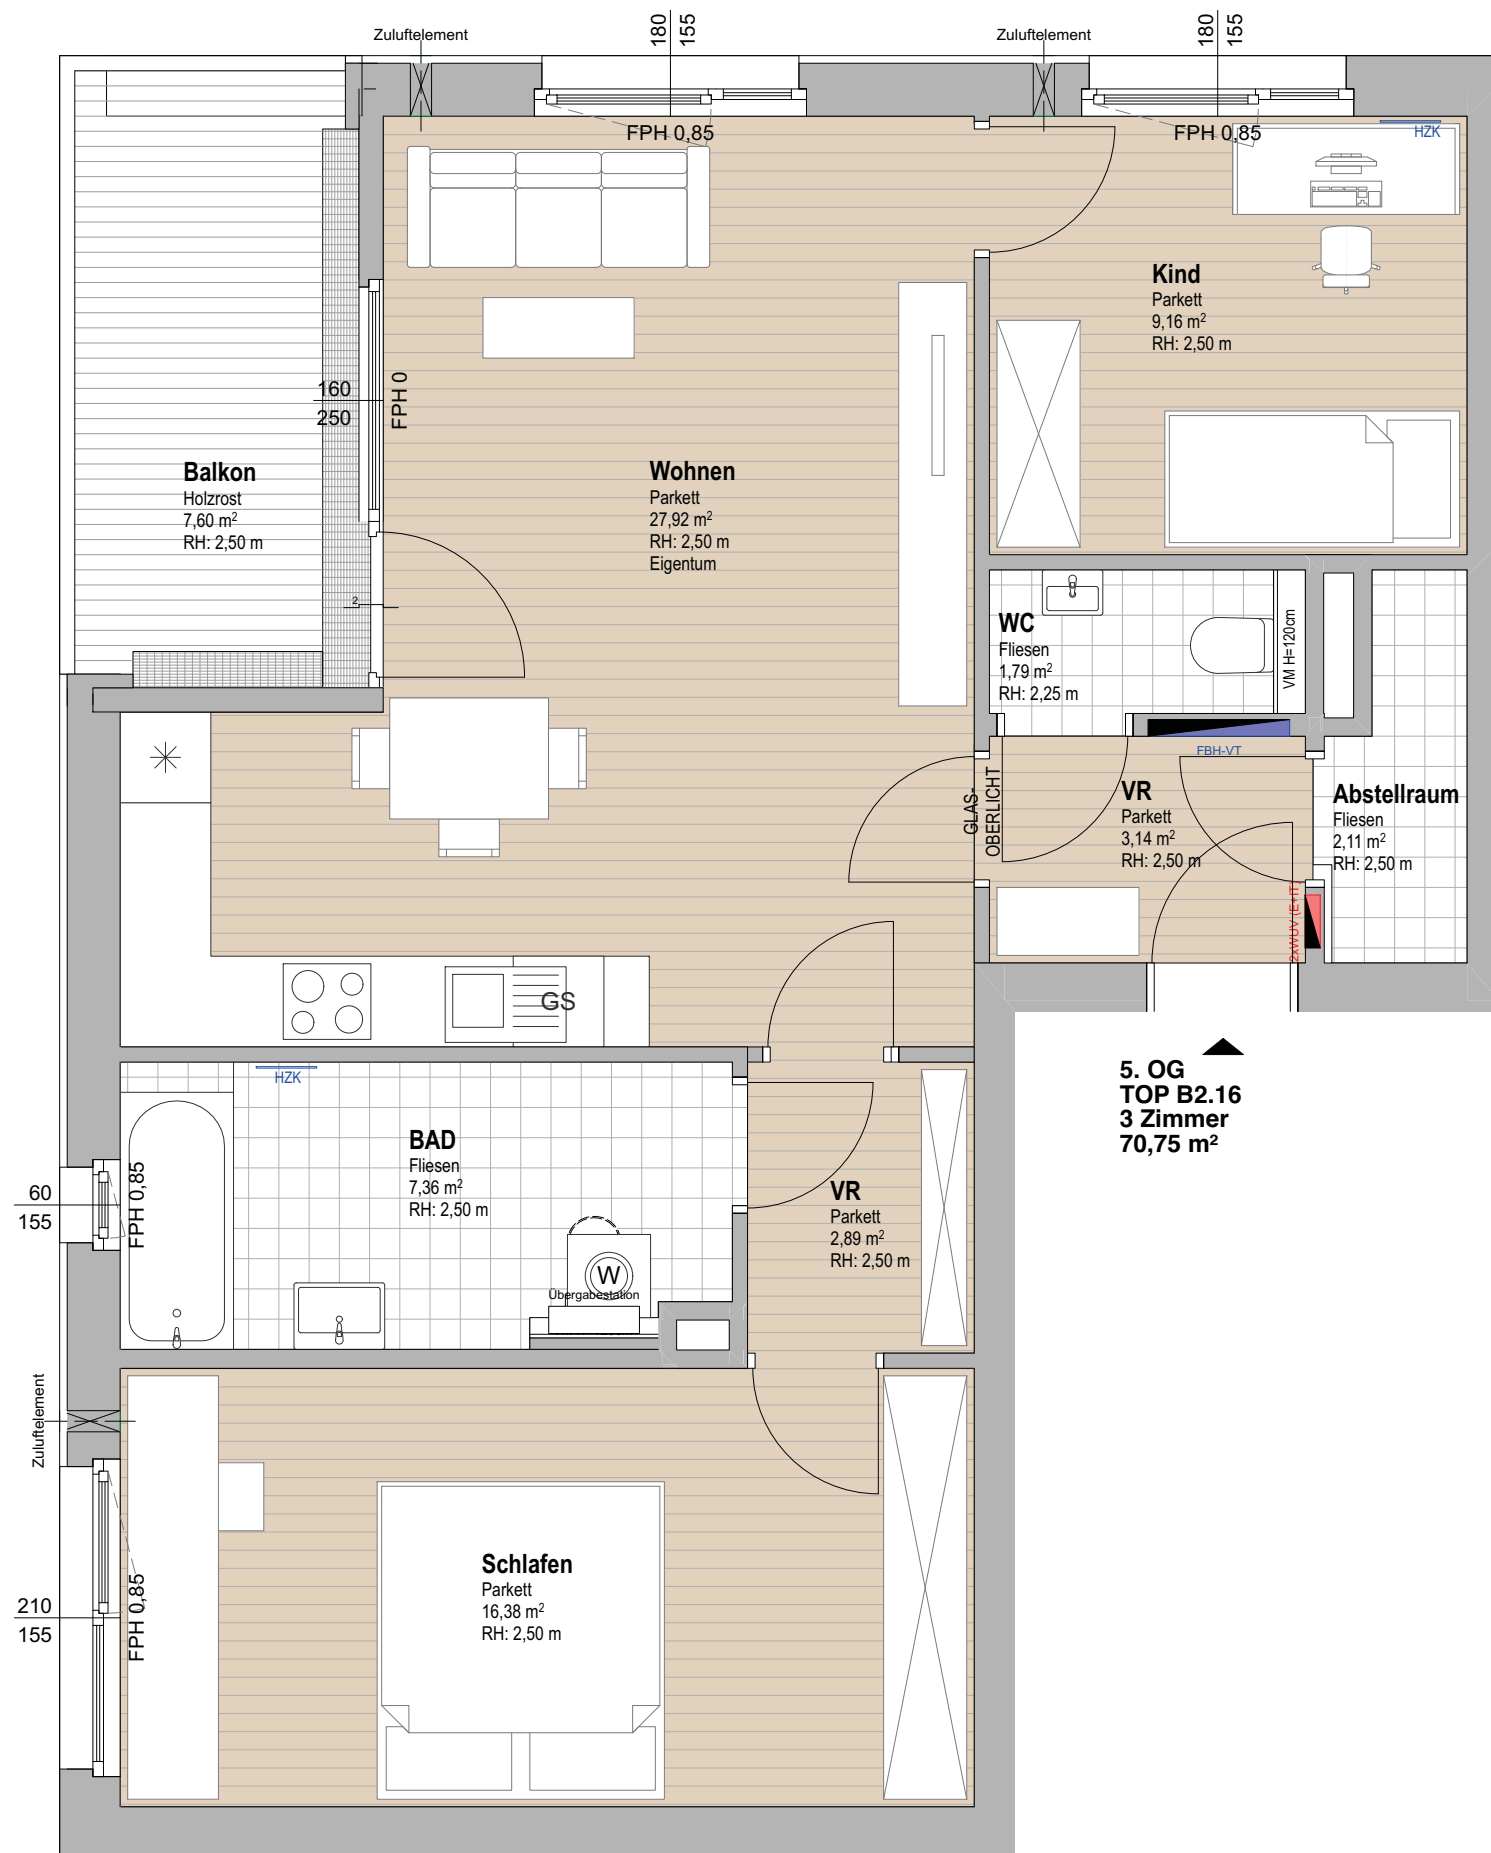 Zuluftelement
180
155
Zuluftelement
180
155
FPH 0,85
FPH 0,85
HZK
Kind
Parkett
9,16 m²
RH: 2,50 m
160
250
FPH 0
Balkon
Holzrost
7,60 m²
RH: 2,50 m
Wohnen
Parkett
27,92 m²
RH: 2,50 m
Eigentum
2
WC
Fliesen
1,79 m²
RH: 2,25 m
VM H=120cm
FBH-VT
GLAS-
OBERLICHT
VR
Parkett
3,14 m²
RH: 2,50 m
Abstellraum
Fliesen
2,11 m²
RH: 2,50 m
2xWUV (E+IT)
GS
5. OG
TOP B2.16
3 Zimmer
70,75 m²
HZK
BAD
Fliesen
7,36 m²
RH: 2,50 m
60
155
FPH 0,85
VR
Parkett
2,89 m²
RH: 2,50 m
W
Übergabestation
Zuluftelement
Schlafen
Parkett
16,38 m²
RH: 2,50 m
210
155
FPH 0,85